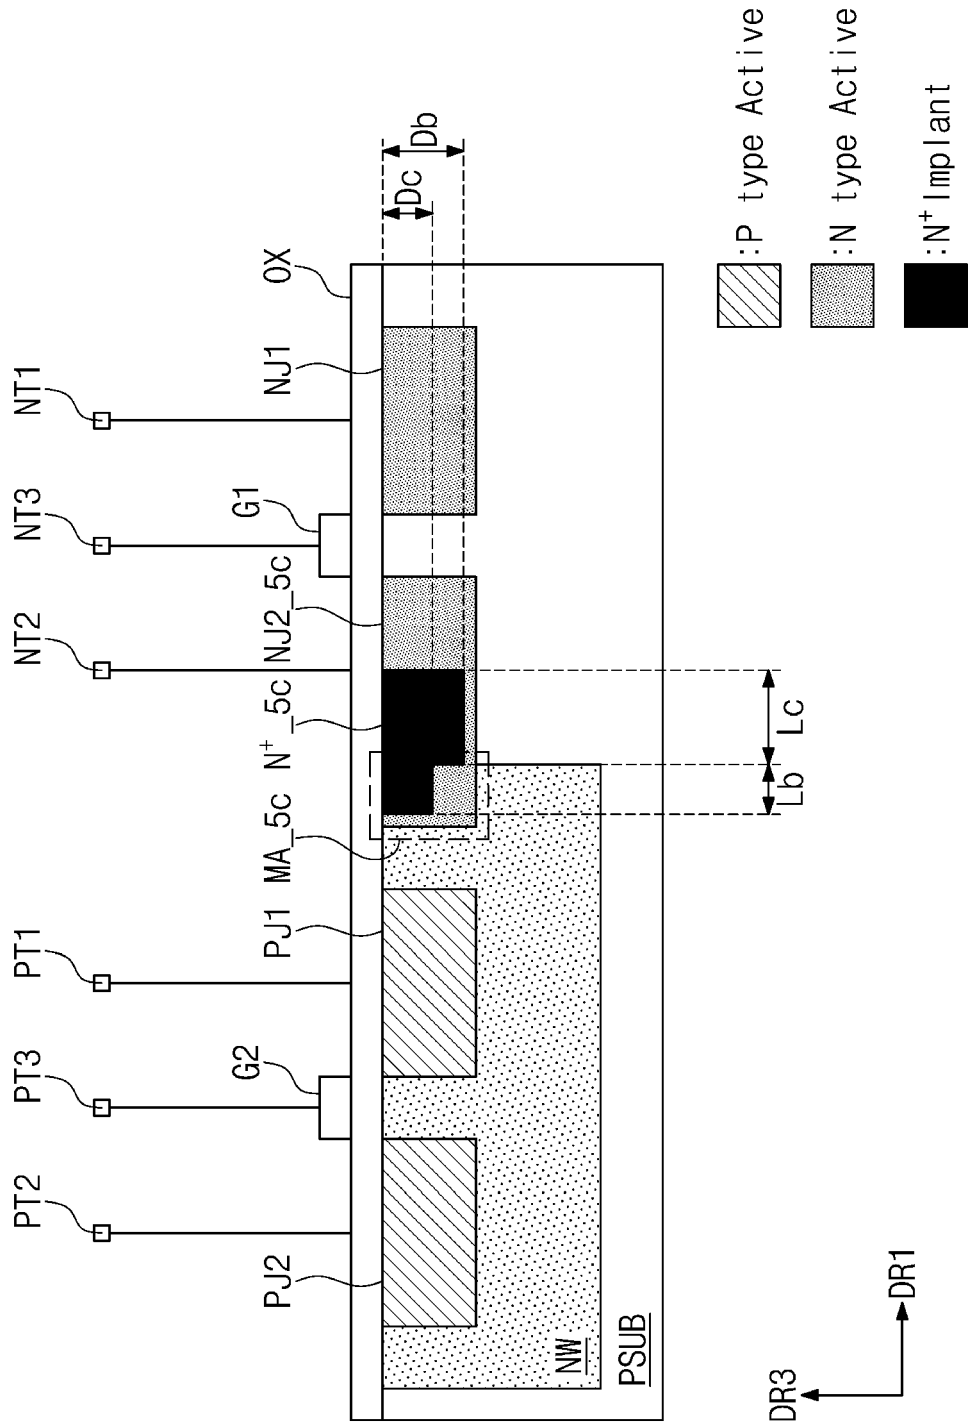 PT2
PT3
PT1
NT2
NT3
NT1
G2
G1
OX
PJ2
PJ1
MA_5c
N⁺_5c
NJ2_5c
NJ1
Dc
Db
Lb
Lc
NW
PSUB
DR3
DR1
:P type Active
:N type Active
:N⁺Implant